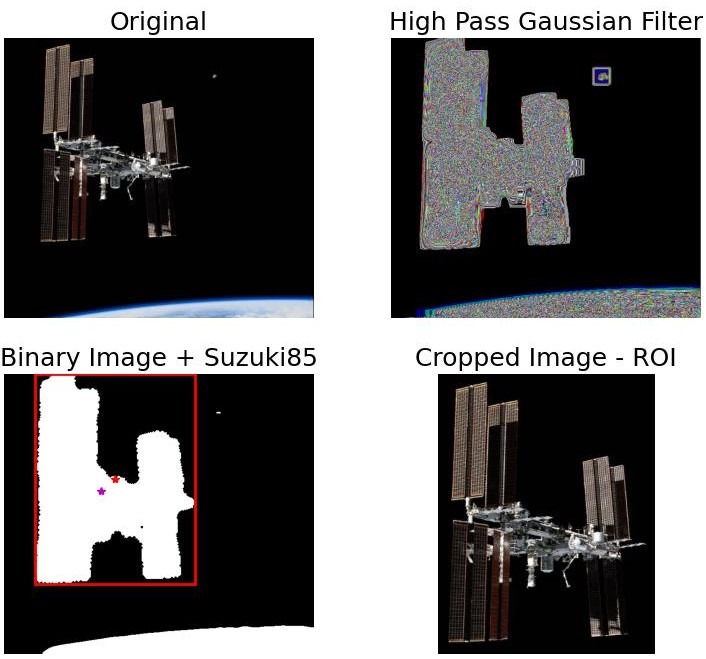 Original
High Pass Gaussian Filter
Binary Image + Suzuki85
Cropped Image - ROI